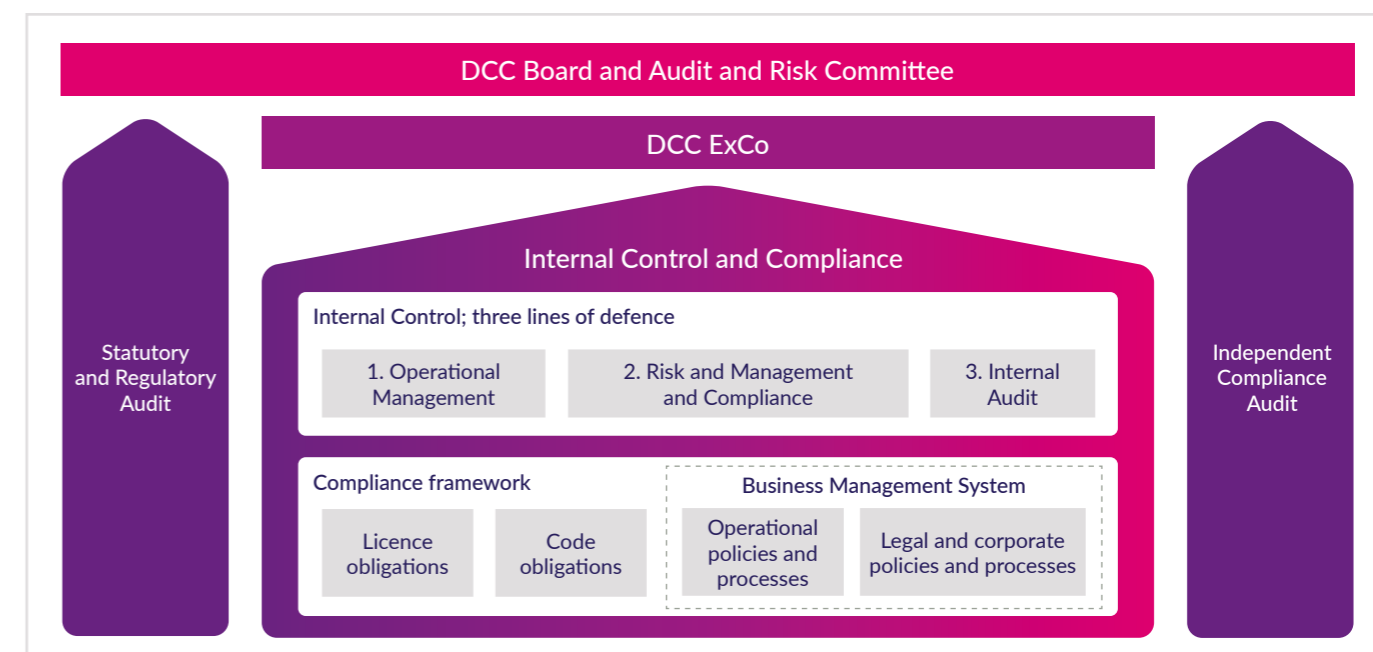 DCC Board and Audit and Risk Committee
DCC ExCo
Statutory
and Regulatory
Audit
Internal Control and Compliance
Internal Control; three lines of defence
1. Operational
Management
2. Risk and Management
and Compliance
3. Internal
Audit
Compliance framework
Licence
obligations
Code
obligations
Business Management System
Operational
policies and
processes
Legal and corporate
policies and processes
Independent
Compliance
Audit